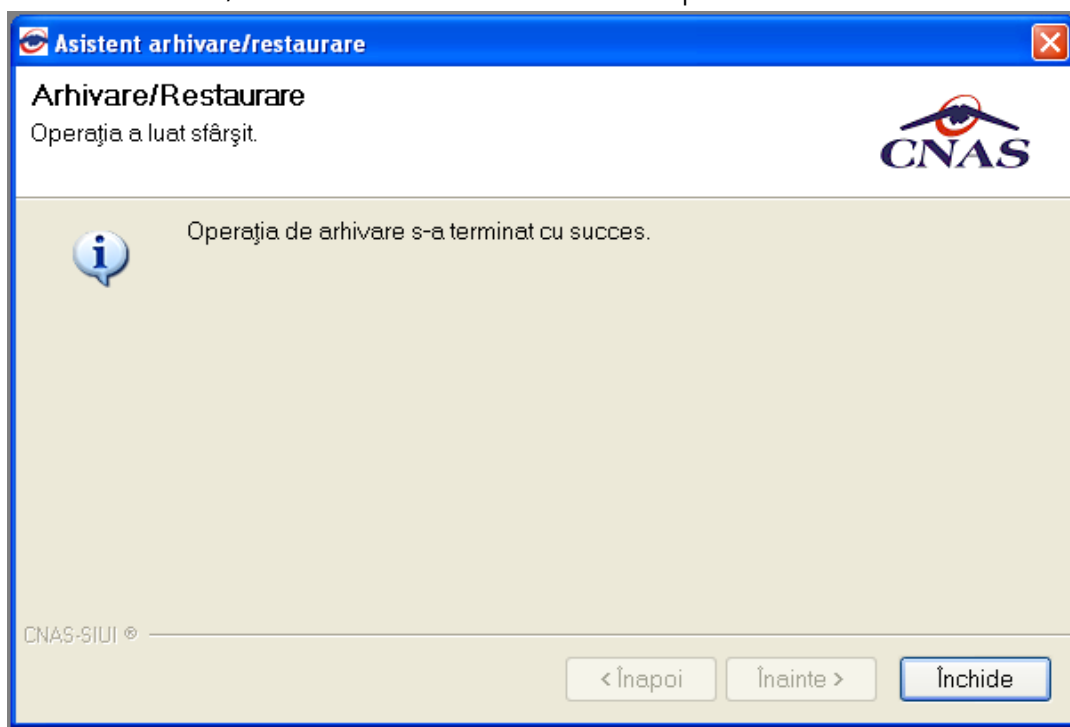 Asistent arhivare/restaurare
Arhivare/Restaurare
Operaţia a luat sfârşit.
CNAS
Operaţia de arhivare s-a terminat cu succes.
CNAS-SIUI ®
< Înapoi
Înainte >
Închide